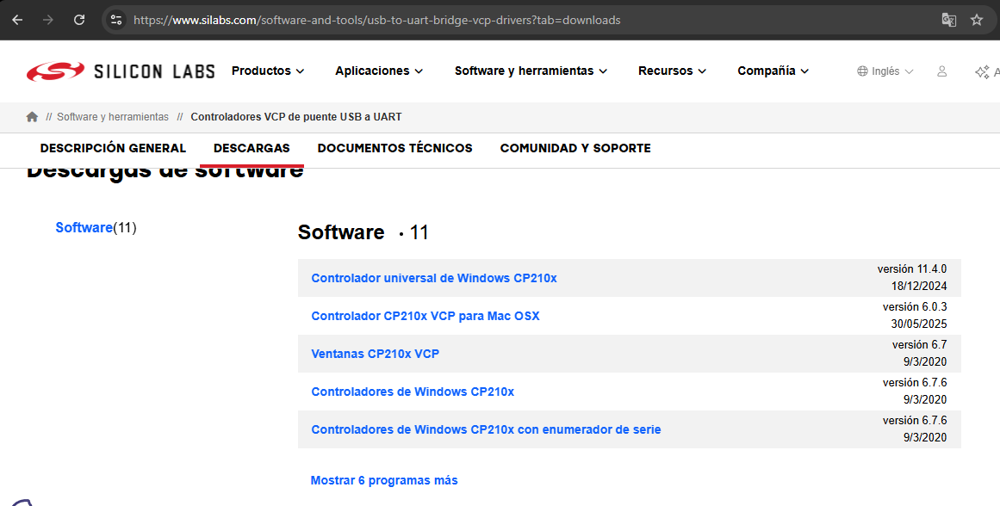 https://www.silabs.com/software-and-tools/usb-to-uart-bridge-vcp-drivers?tab=downloads
SILICON LABS Productos Aplicaciones Software y herramientas Recursos Compañía Inglés A
// Software y herramientas // Controladores VCP de puente USB a UART
DESCRIPCIÓN GENERAL DESCARGAS DOCUMENTOS TÉCNICOS COMUNIDAD Y SOPORTE
Descargas de software
Software(11)
Software · 11
Controlador universal de Windows CP210x
versión 11.4.0
18/12/2024
Controlador CP210x VCP para Mac OSX
versión 6.0.3
30/05/2025
Ventanas CP210x VCP
versión 6.7
9/3/2020
Controladores de Windows CP210x
versión 6.7.6
9/3/2020
Controladores de Windows CP210x con enumerador de serie
versión 6.7.6
9/3/2020
Mostrar 6 programas más